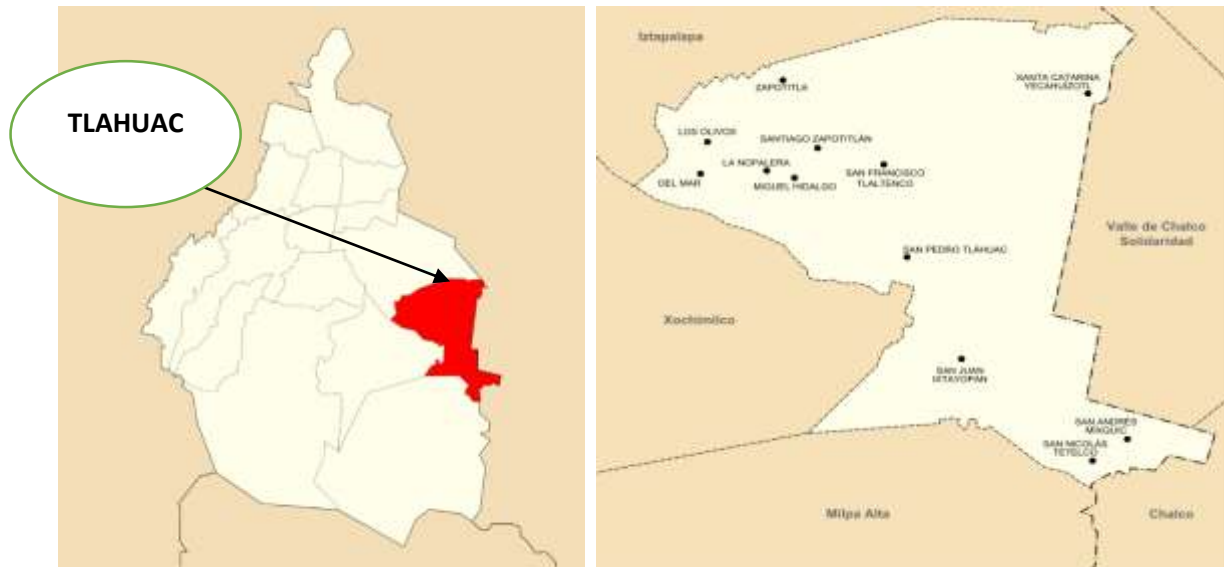 TLAHUAC
Iztapalapa
ZAPOTITLA
SANTA CATARINA
YECAHUIZOTL
LOS OLIVOS
SANTIAGO ZAPOTITLÁN
LA NOPALERA
DEL MAR
MIGUEL HIDALGO
SAN FRANCISCO
TLALTENCO
Valle de Chalco
Solidaridad
SAN PEDRO TLÁHUAC
Xochimilco
SAN JUAN
IXTAYOPAN
SAN ANDRÉS
MIXQUIC
SAN NICOLÁS
TETELCO
Milpa Alta
Chalco